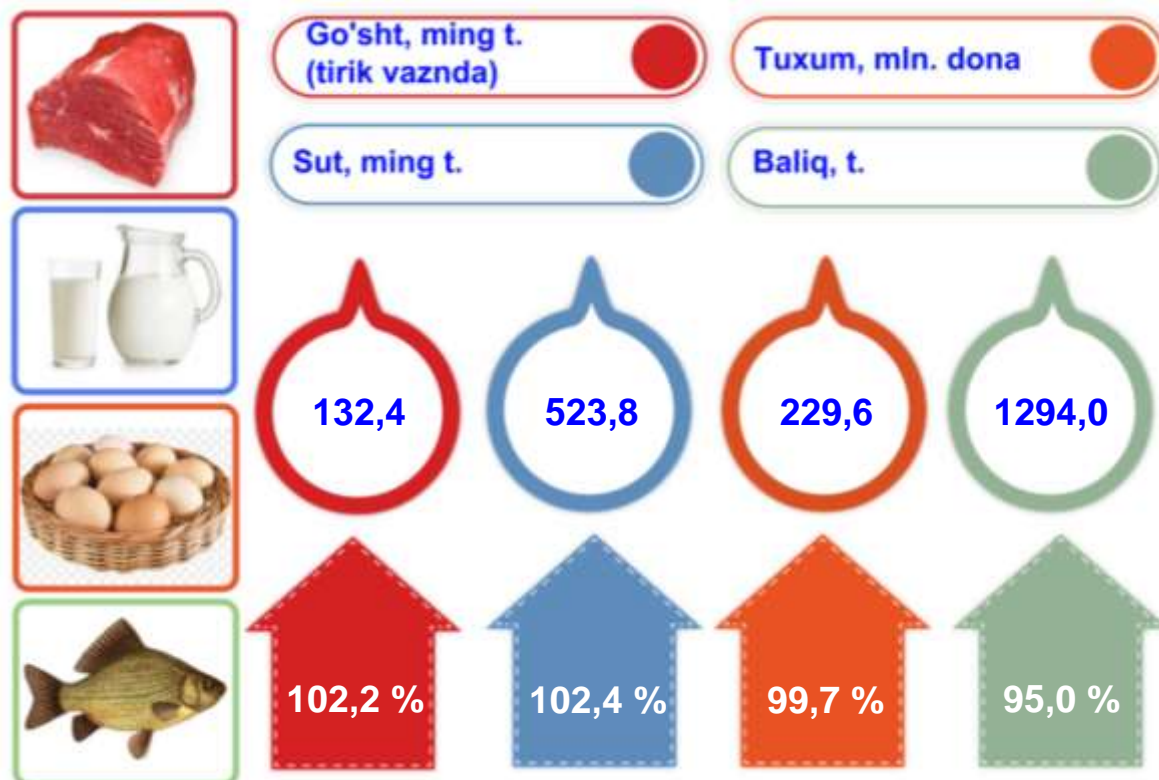 Go'sht, ming t.
(tirik vaznda)
Tuxum, mln. dona
Sut, ming t.
Baliq, t.
132,4
523,8
229,6
1294,0
102,2 %
102,4 %
99,7 %
95,0 %